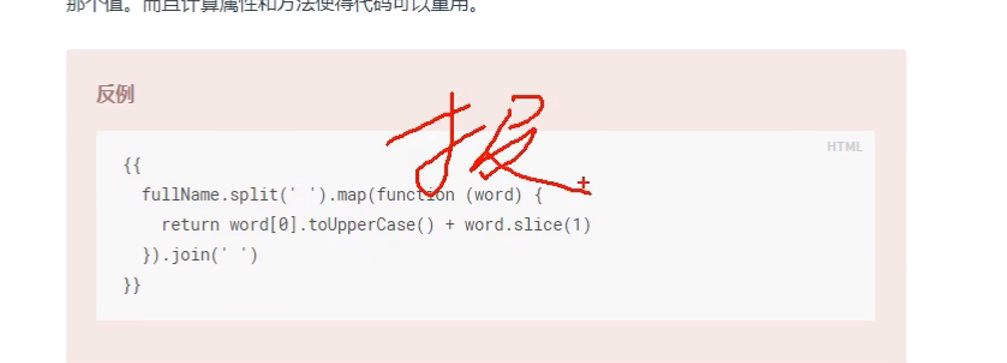 那个值。而且计算属性和方法使得代码可以重用。
反例
报
HTML
{{
  fullName.split(' ').map(function (word) {
    return word[0].toUpperCase() + word.slice(1)
  }).join(' ')
}}